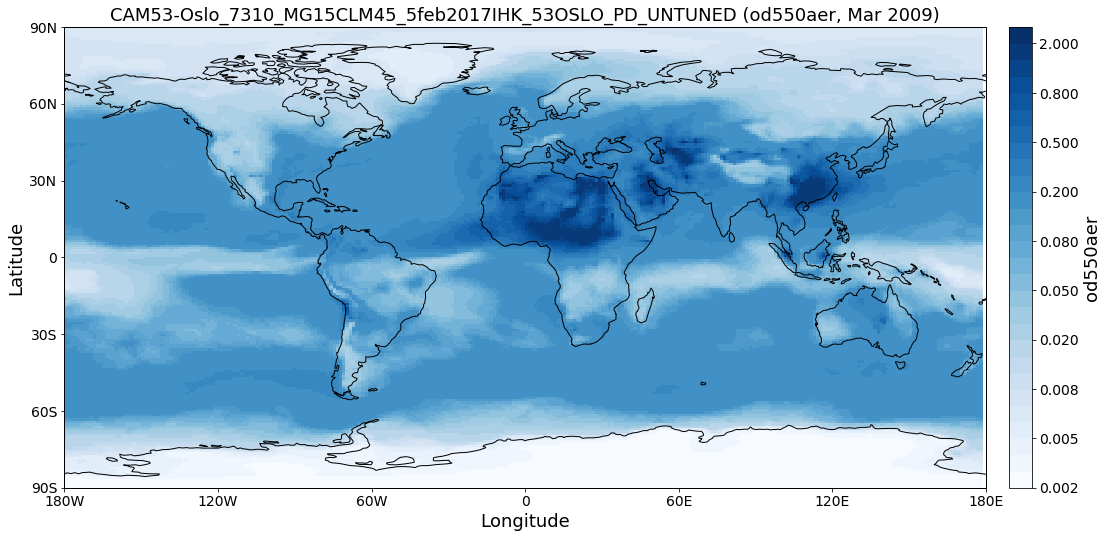 CAM53-Oslo_7310_MG15CLM45_5feb2017IHK_53OSLO_PD_UNTUNED (od550aer, Mar 2009)
90N
60N
30N
0
30S
60S
90S
Latitude
180W
120W
60W
0
60E
120E
180E
Longitude
2.000
0.800
0.500
0.200
0.080
0.050
0.020
0.008
0.005
0.002
od550aer